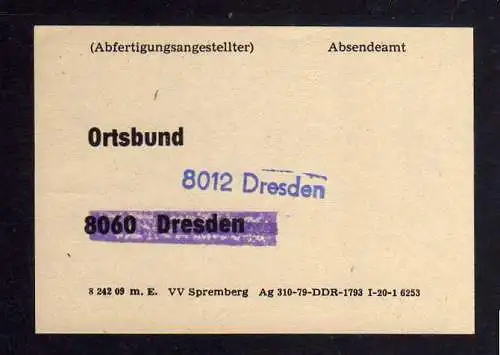 (Abfertigungsangestellter) Absendeamt
Ortsbund
8012 Dresden
8060 Dresden
8 242 09 m. E. VV Spremberg Ag 310-79-DDR-1793 I-20-1 6253